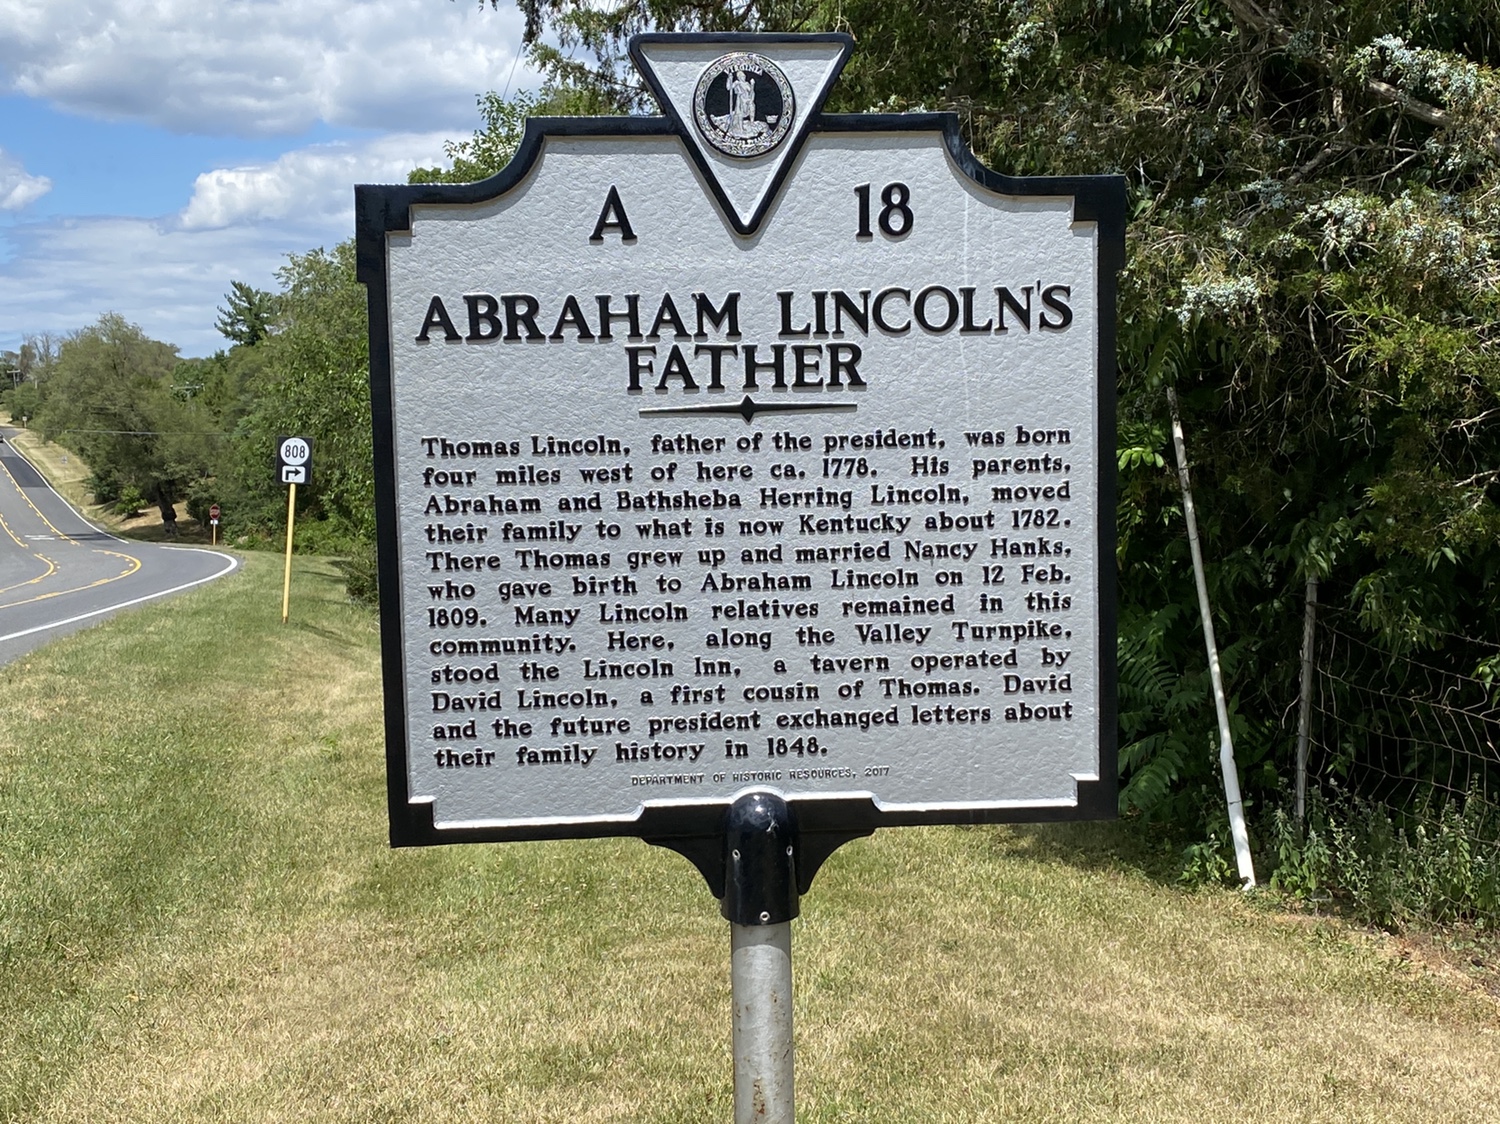 VIRGINIA
A 18
ABRAHAM LINCOLN'S
FATHER
Thomas Lincoln, father of the president, was born
four miles west of here ca. 1778. His parents,
Abraham and Bathsheba Herring Lincoln, moved
their family to what is now Kentucky about 1782.
There Thomas grew up and married Nancy Hanks,
who gave birth to Abraham Lincoln on 12 Feb.
1809. Many Lincoln relatives remained in this
community. Here, along the Valley Turnpike,
stood the Lincoln Inn, a tavern operated by
David Lincoln, a first cousin of Thomas. David
and the future president exchanged letters about
their family history in 1848.
DEPARTMENT OF HISTORIC RESOURCES, 2017
808